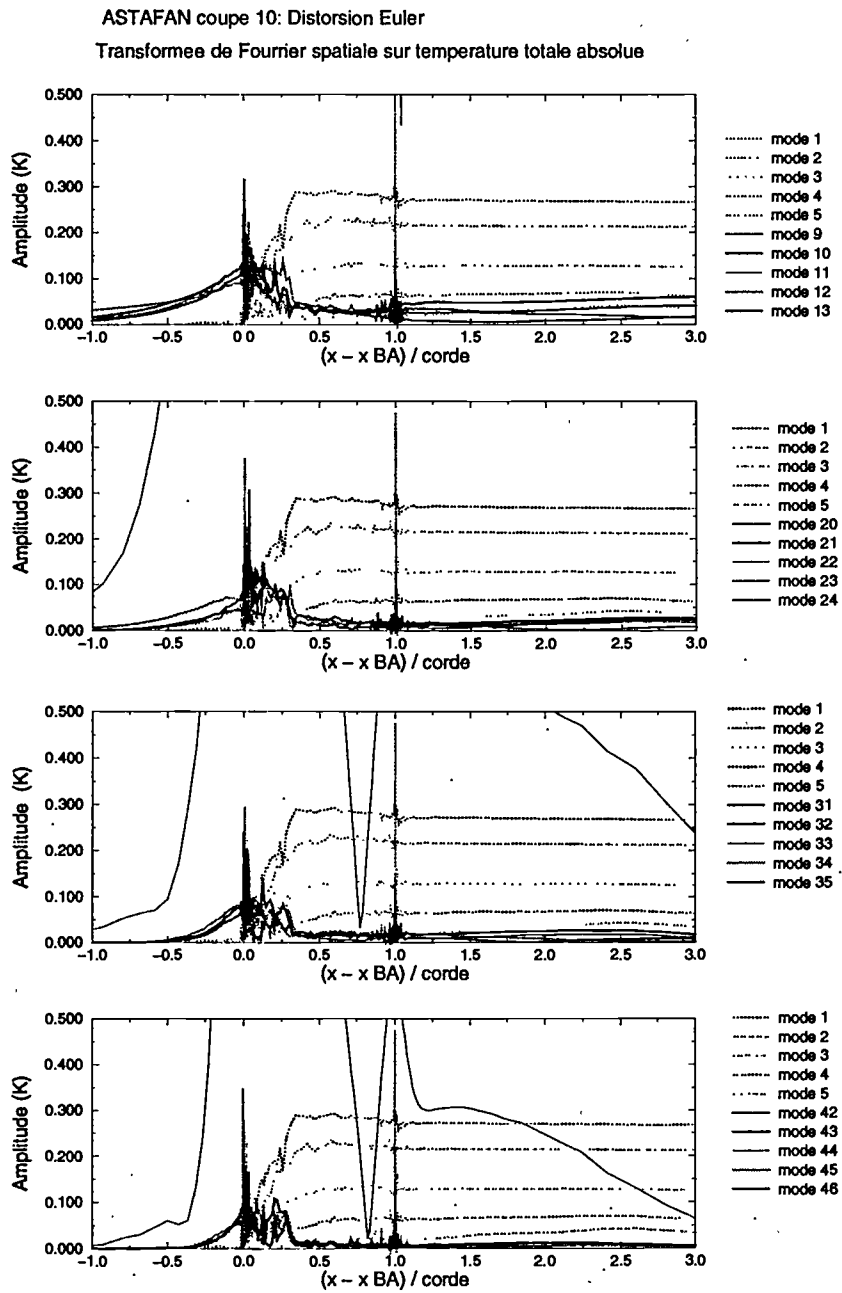 ASTAFAN coupe 10: Distorsion Euler
Transformee de Fourrier spatiale sur temperature totale absolue
0.500
0.400
0.300
0.200
0.100
0.000
Amplitude (K)
−1.0 −0.5 0.0 0.5 1.0 1.5 2.0 2.5 3.0
(x − x BA) / corde
mode 1
mode 2
mode 3
mode 4
mode 5
mode 9
mode 10
mode 11
mode 12
mode 13
0.500
0.400
0.300
0.200
0.100
0.000
Amplitude (K)
−1.0 −0.5 0.0 0.5 1.0 1.5 2.0 2.5 3.0
(x − x BA) / corde
mode 1
mode 2
mode 3
mode 4
mode 5
mode 20
mode 21
mode 22
mode 23
mode 24
0.500
0.400
0.300
0.200
0.100
0.000
Amplitude (K)
−1.0 −0.5 0.0 0.5 1.0 1.5 2.0 2.5 3.0
(x − x BA) / corde
mode 1
mode 2
mode 3
mode 4
mode 5
mode 31
mode 32
mode 33
mode 34
mode 35
0.500
0.400
0.300
0.200
0.100
0.000
Amplitude (K)
−1.0 −0.5 0.0 0.5 1.0 1.5 2.0 2.5 3.0
(x − x BA) / corde
mode 1
mode 2
mode 3
mode 4
mode 5
mode 42
mode 43
mode 44
mode 45
mode 46